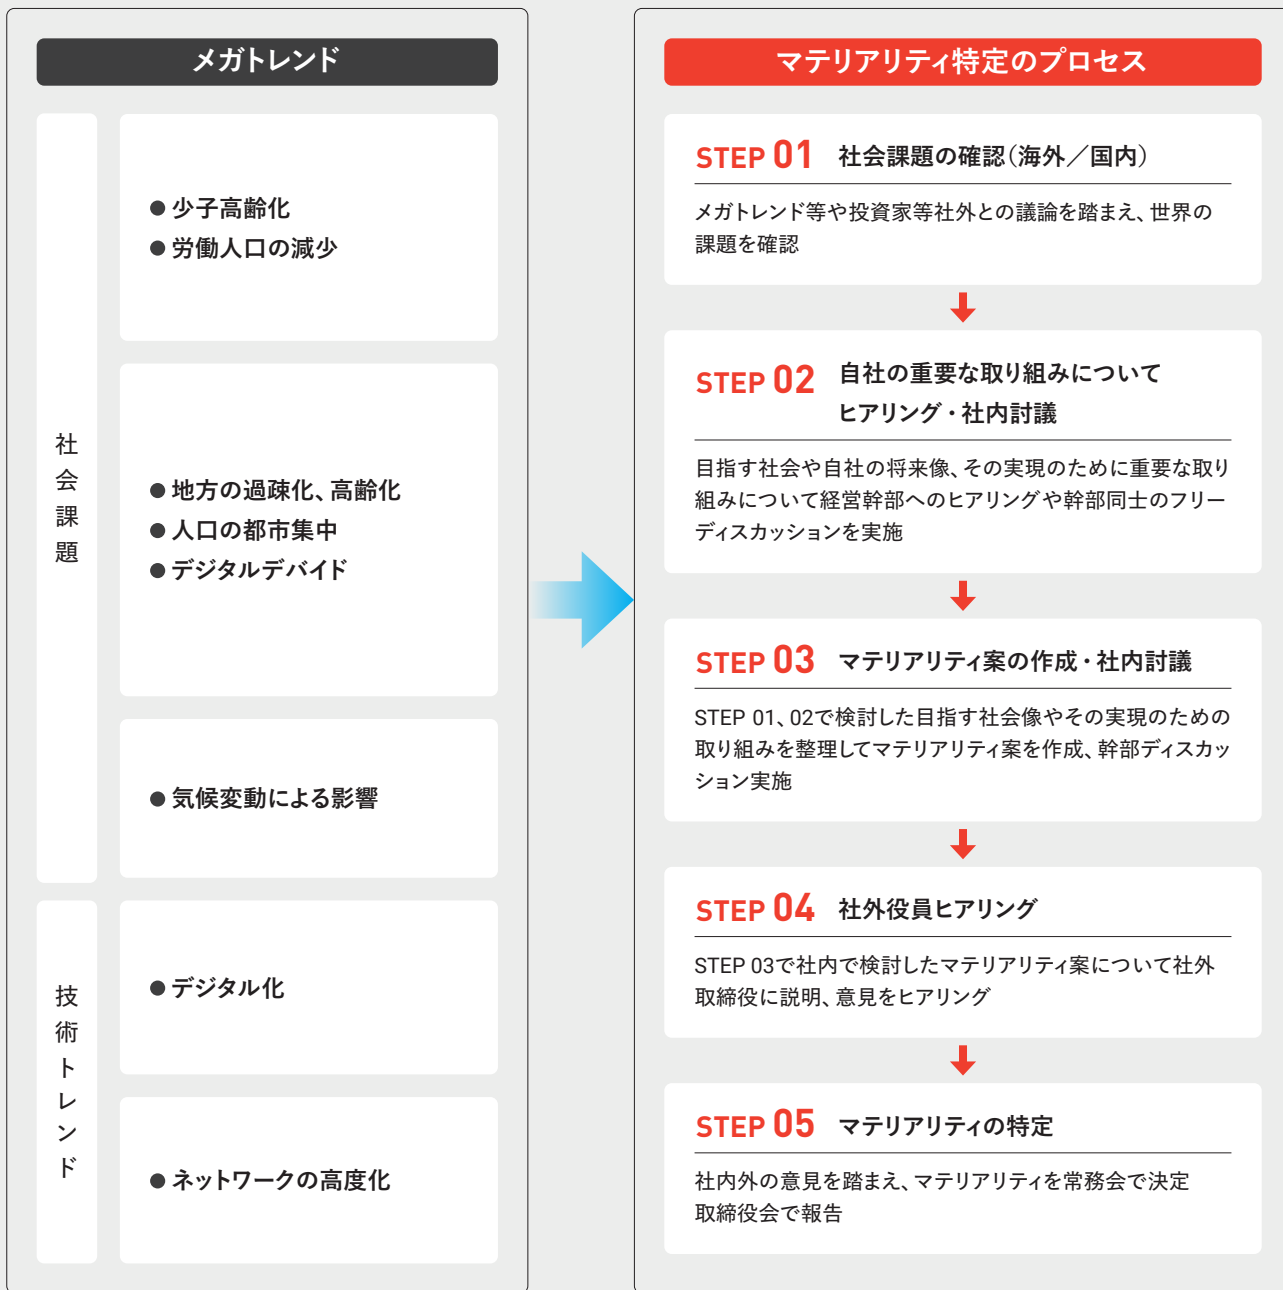 メガトレンド
社会課題
● 少子高齢化
● 労働人口の減少
● 地方の過疎化、高齢化
● 人口の都市集中
● デジタルデバイド
● 気候変動による影響
技術トレンド
● デジタル化
● ネットワークの高度化
マテリアリティ特定のプロセス
STEP 01 社会課題の確認（海外／国内）
メガトレンド等や投資家等社外との議論を踏まえ、世界の
課題を確認
STEP 02 自社の重要な取り組みについて
ヒアリング・社内討議
目指す社会や自社の将来像、その実現のために重要な取り
組みについて経営幹部へのヒアリングや幹部同士のフリー
ディスカッションを実施
STEP 03 マテリアリティ案の作成・社内討議
STEP 01、02で検討した目指す社会像やその実現のための
取り組みを整理してマテリアリティ案を作成、幹部ディスカッ
ション実施
STEP 04 社外役員ヒアリング
STEP 03で社内で検討したマテリアリティ案について社外
取締役に説明、意見をヒアリング
STEP 05 マテリアリティの特定
社内外の意見を踏まえ、マテリアリティを常務会で決定
取締役会で報告